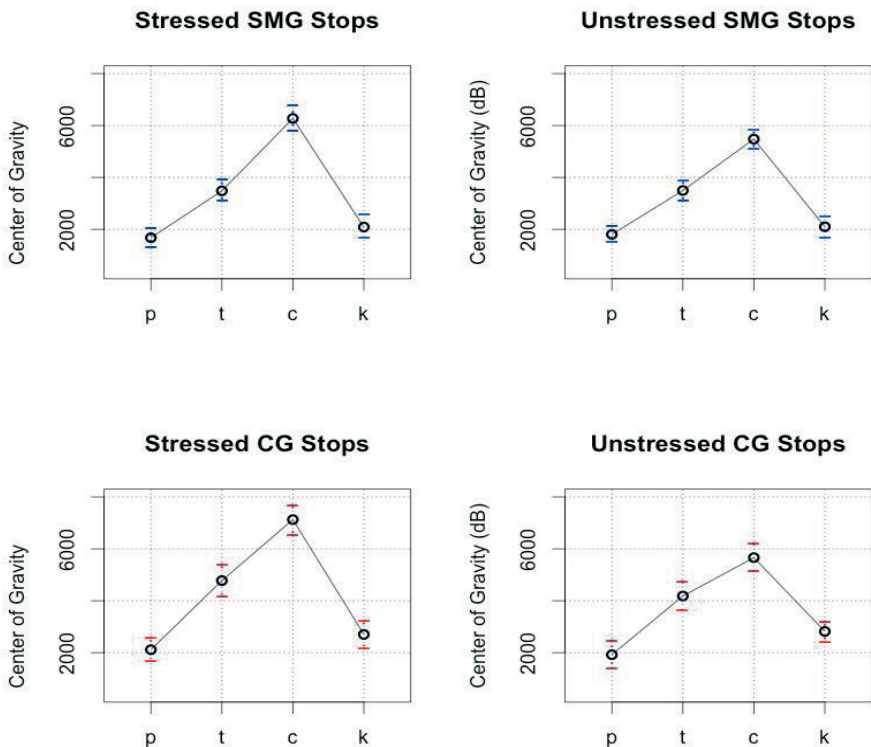 Stressed SMG Stops
Center of Gravity
6000
2000
p t c k
Unstressed SMG Stops
Center of Gravity (dB)
6000
2000
p t c k
Stressed CG Stops
Center of Gravity
6000
2000
p t c k
Unstressed CG Stops
Center of Gravity (dB)
6000
2000
p t c k